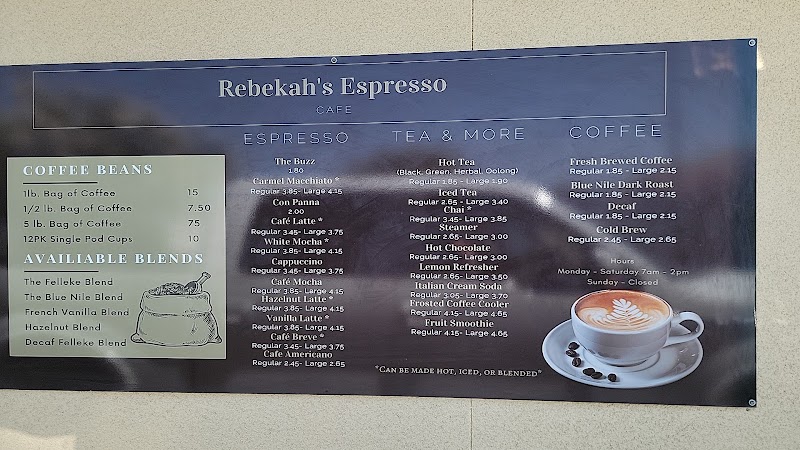 Rebekah's Espresso
CAFE
COFFEE BEANS
1lb. Bag of Coffee 15
1/2 lb. Bag of Coffee 7.50
5 lb. Bag of Coffee 75
12PK Single Pod Cups 10
AVAILIABLE BLENDS
The Felleke Blend
The Blue Nile Blend
French Vanilla Blend
Hazelnut Blend
Decaf Felleke Blend
ESPRESSO
The Buzz
1.80
Carmel Macchiato *
Regular 3.85- Large 4.15
Con Panna
2.00
Café Latte *
Regular 3.45- Large 3.75
White Mocha *
Regular 3.85- Large 4.15
Cappuccino
Regular 3.45- Large 3.75
Café Mocha
Regular 3.85- Large 4.15
Hazelnut Latte *
Regular 3.85- Large 4.15
Vanilla Latte *
Regular 3.85- Large 4.15
Café Breve *
Regular 3.45- Large 3.75
Cafe Americano
Regular 2.45- Large 2.65
TEA & MORE
Hot Tea
(Black, Green, Herbal, Oolong)
Regular 1.85 - Large 1.90
Iced Tea
Regular 2.65 - Large 3.40
Chai *
Regular 3.45- Large 3.85
Steamer
Regular 2.65- Large 3.00
Hot Chocolate
Regular 2.65- Large 3.00
Lemon Refresher
Regular 2.65- Large 3.50
Italian Cream Soda
Regular 3.05- Large 3.70
Frosted Coffee Cooler
Regular 4.15- Large 4.65
Fruit Smoothie
Regular 4.15- Large 4.65
*Can be made hot, iced, or blended*
COFFEE
Fresh Brewed Coffee
Regular 1.85 - Large 2.15
Blue Nile Dark Roast
Regular 1.85 - Large 2.15
Decaf
Regular 1.85 - Large 2.15
Cold Brew
Regular 2.45 - Large 2.65
Hours
Monday - Saturday 7am - 2pm
Sunday - Closed